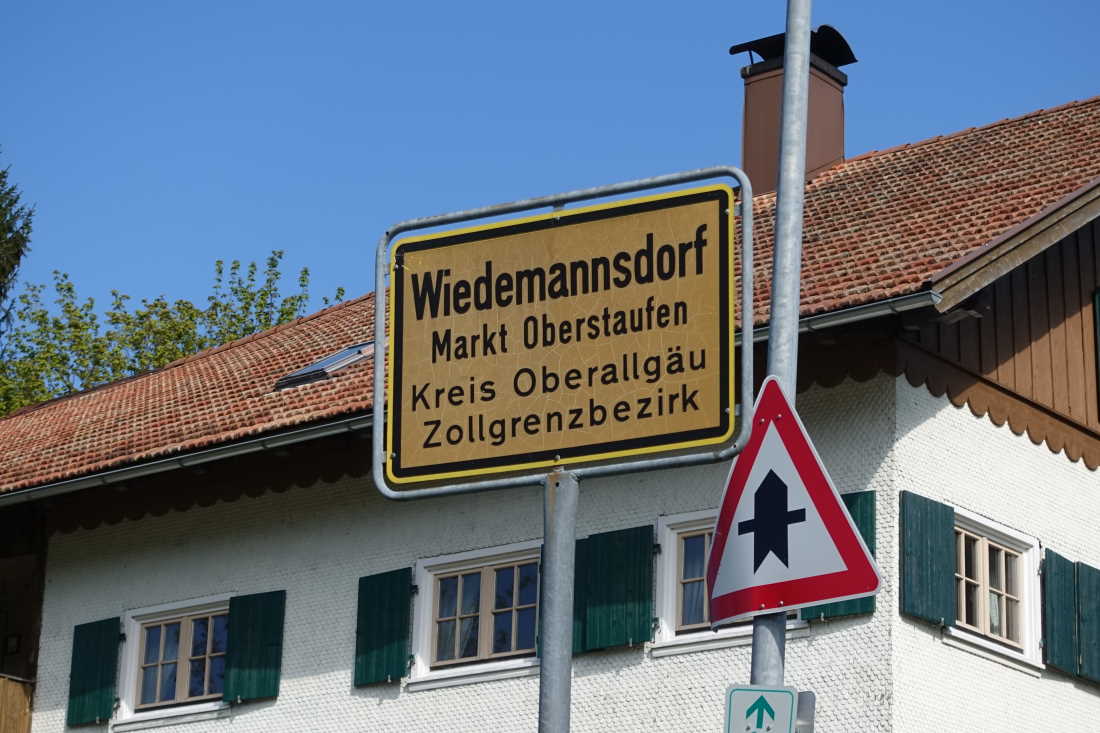 Wiedemannsdorf
Markt Oberstaufen
Kreis Oberallgäu
Zollgrenzbezirk